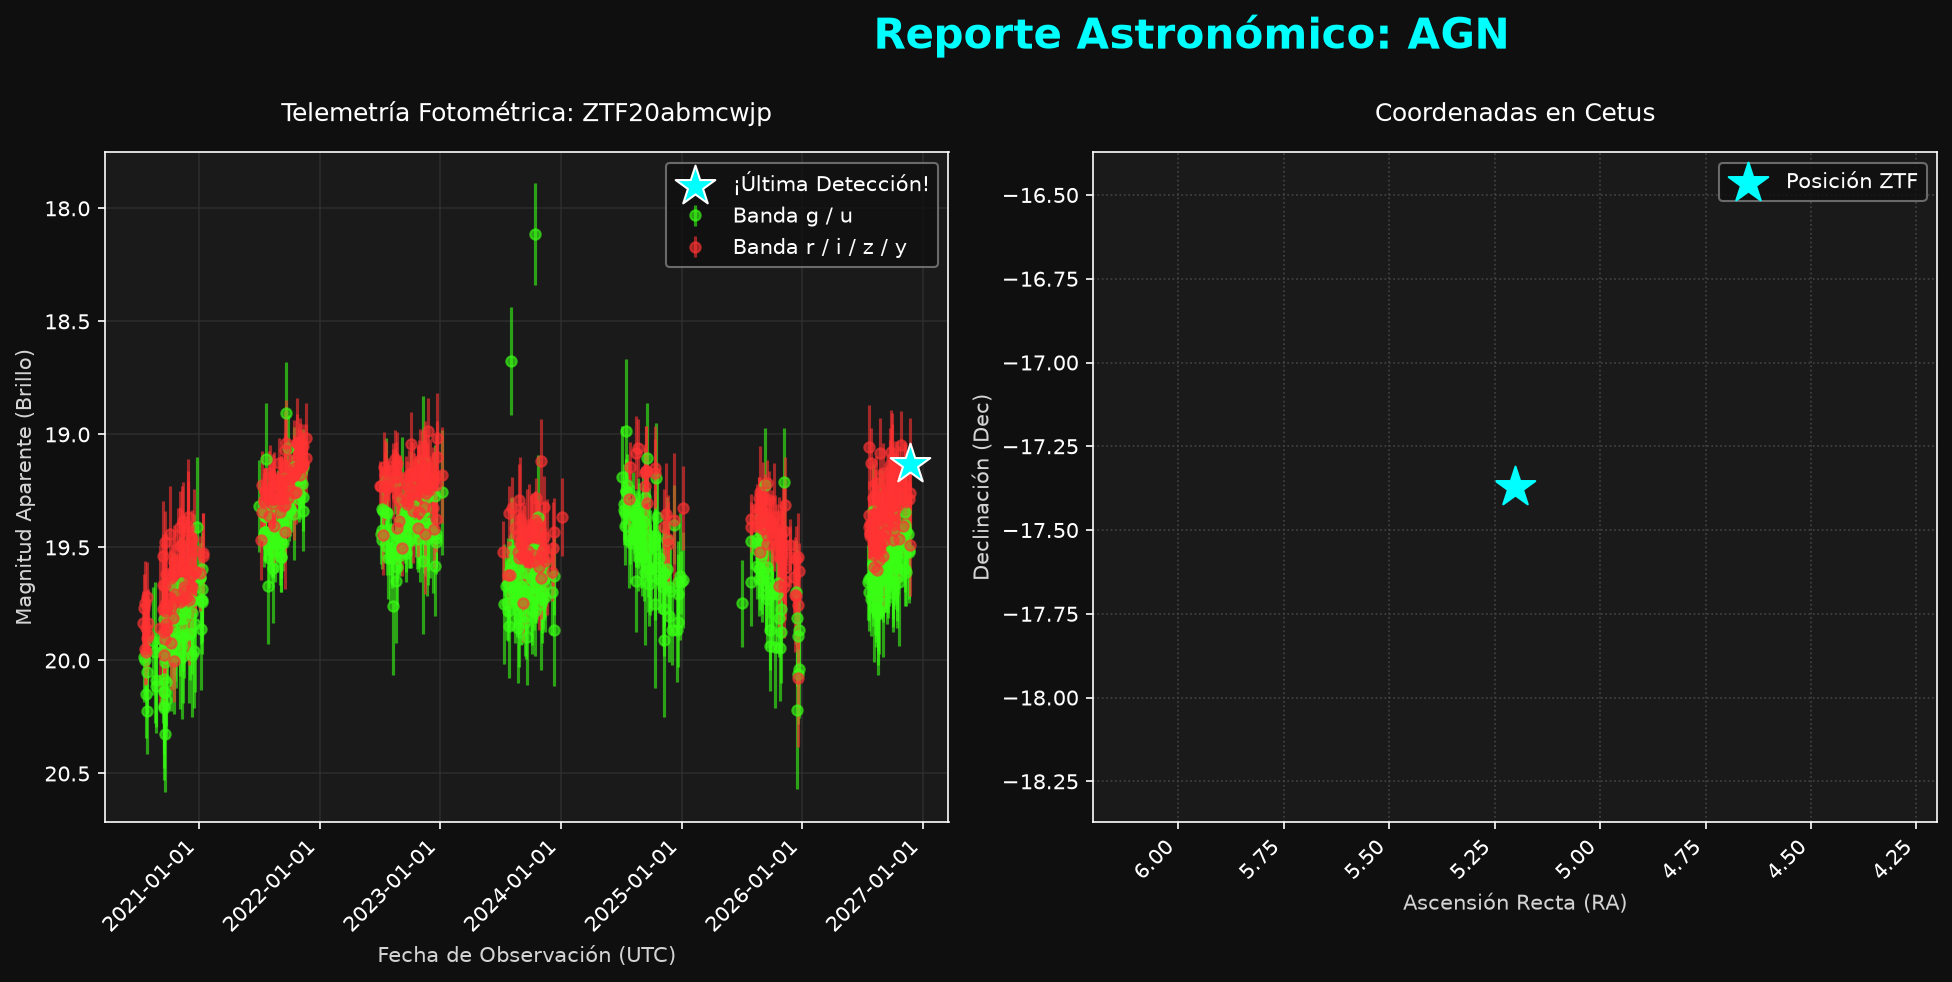 Reporte Astronómico: AGN
Telemetría Fotométrica: ZTF20abmcwjp
¡Última Detección!
Banda g / u
Banda r / i / z / y
Magnitud Aparente (Brillo)
18.0
18.5
19.0
19.5
20.0
20.5
2021-01-01
2022-01-01
2023-01-01
2024-01-01
2025-01-01
2026-01-01
2027-01-01
Fecha de Observación (UTC)
Coordenadas en Cetus
Posición ZTF
Declinación (Dec)
−16.50
−16.75
−17.00
−17.25
−17.50
−17.75
−18.00
−18.25
6.00
5.75
5.50
5.25
5.00
4.75
4.50
4.25
Ascensión Recta (RA)